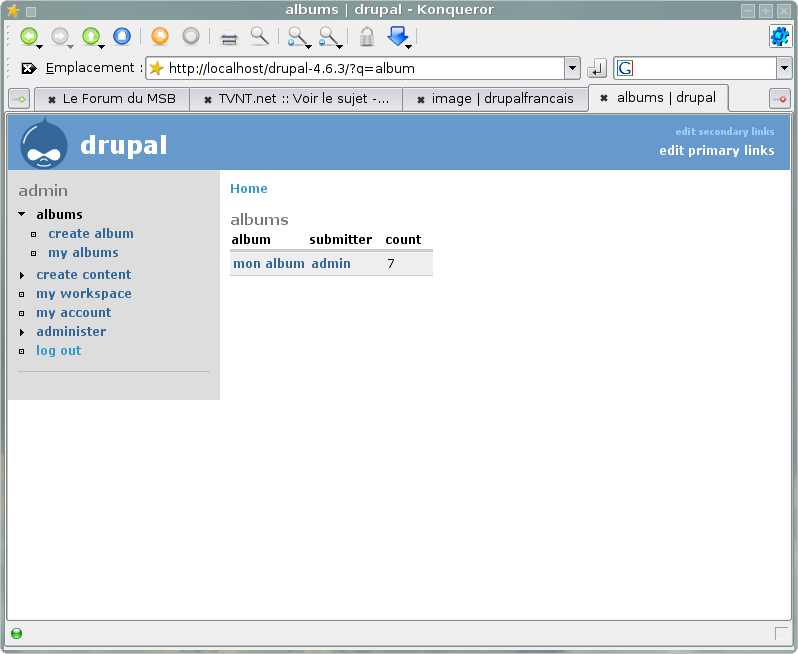 albums | drupal - Konqueror
Emplacement : http://localhost/drupal-4.6.3/?q=album
Le Forum du MSB TVNT.net :: Voir le sujet -... image | drupalfrancais albums | drupal
drupal
edit secondary links
edit primary links
admin
albums
create album
my albums
create content
my workspace
my account
administer
log out
Home
albums
album submitter count
mon album admin 7